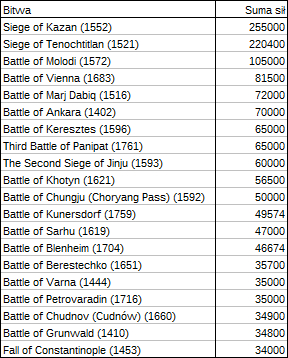 Bitwa Suma sił
Siege of Kazan (1552) 255000
Siege of Tenochtitlan (1521) 220400
Battle of Molodi (1572) 105000
Battle of Vienna (1683) 81500
Battle of Marj Dabiq (1516) 72000
Battle of Ankara (1402) 70000
Battle of Keresztes (1596) 65000
Third Battle of Panipat (1761) 65000
The Second Siege of Jinju (1593) 60000
Battle of Khotyn (1621) 56500
Battle of Chungju (Choryang Pass) (1592) 50000
Battle of Kunersdorf (1759) 49574
Battle of Sarhu (1619) 47000
Battle of Blenheim (1704) 46674
Battle of Berestechko (1651) 35700
Battle of Varna (1444) 35000
Battle of Petrovaradin (1716) 35000
Battle of Chudnov (Cudnów) (1660) 34900
Battle of Grunwald (1410) 34800
Fall of Constantinople (1453) 34000